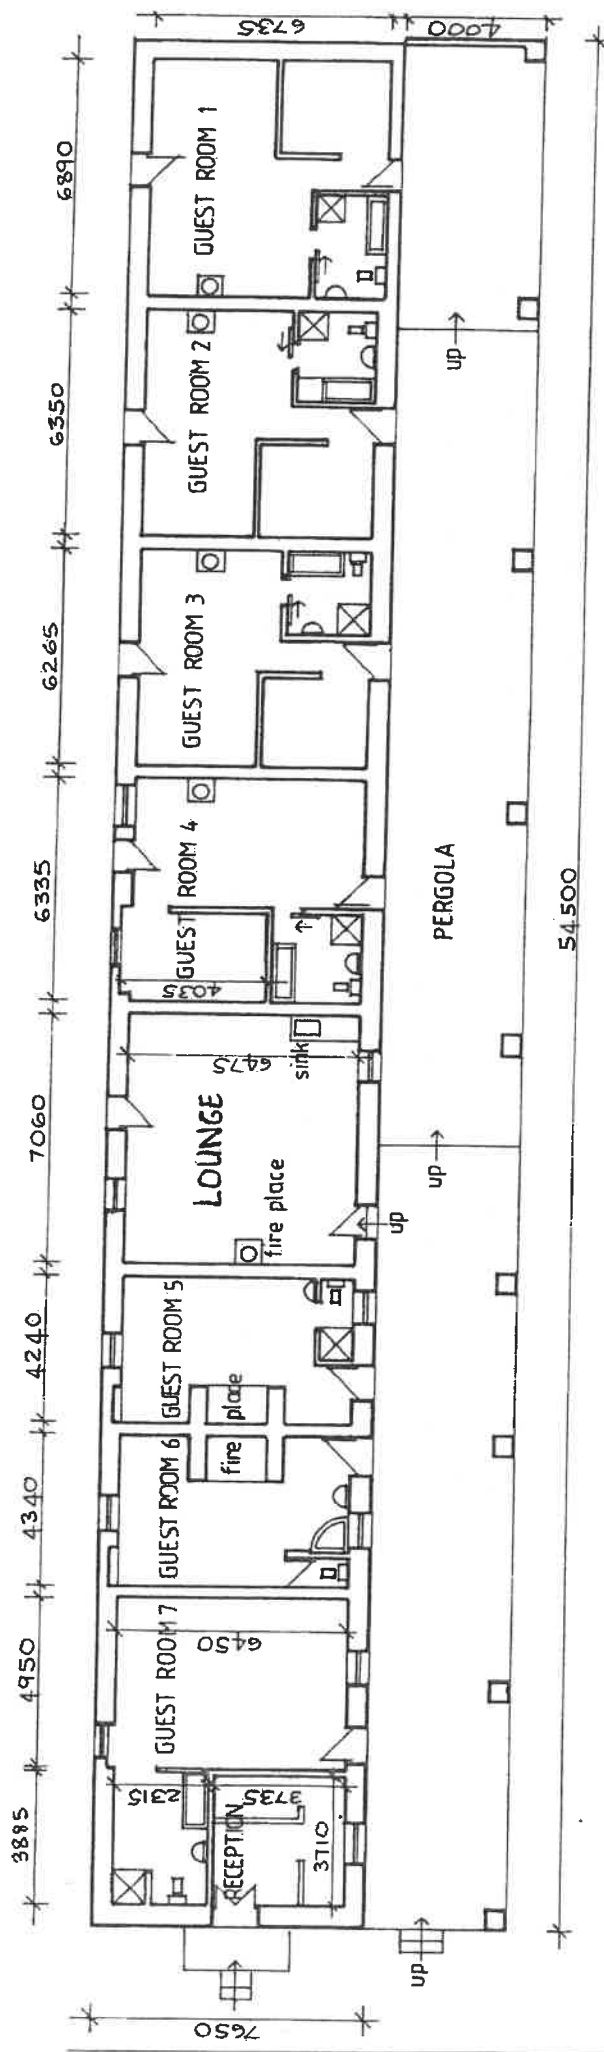 6735
4000
6890
GUEST ROOM 1
6350
GUEST ROOM 2
up
6265
GUEST ROOM 3
6335
GUEST ROOM 4
4035
PERGOLA
54500
7060
LOUNGE
6475
sink
fire place
up
up
4240
GUEST ROOM 5
fire place
4340
GUEST ROOM 6
4950
GUEST ROOM 7
6450
3885
2315
3735
RECEPTION
3710
up
7650